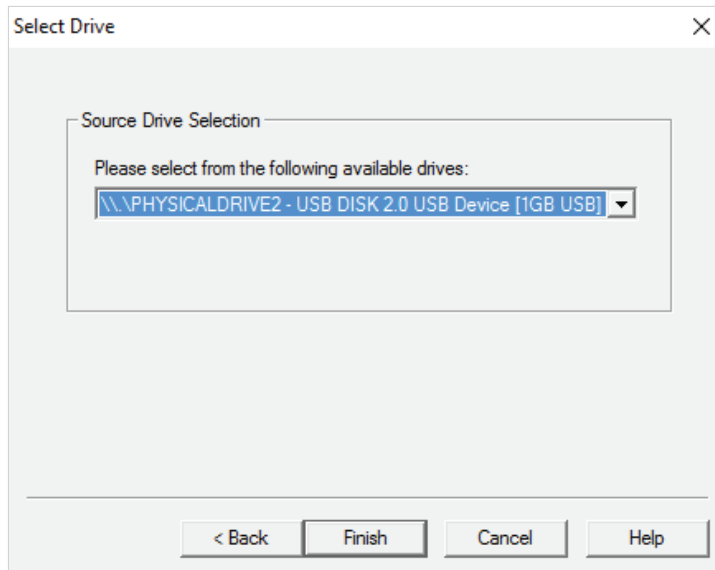 Select Drive
Source Drive Selection
Please select from the following available drives:
\\.\PHYSICALDRIVE2 - USB DISK 2.0 USB Device [1GB USB]
< Back
Finish
Cancel
Help